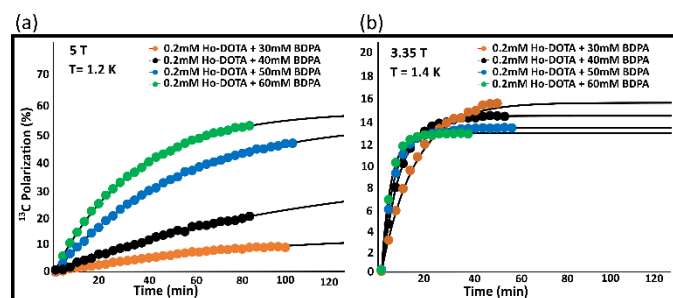 (a)
(b)
5 T
T= 1.2 K
0.2mM Ho-DOTA + 30mM BDPA
0.2mM Ho-DOTA + 40mM BDPA
0.2mM Ho-DOTA + 50mM BDPA
0.2mM Ho-DOTA + 60mM BDPA
70
60
50
40
30
20
10
0
¹³C Polarization (%)
20
40
60
80
100
120
Time (min)
3.35 T
T = 1.4 K
0.2mM Ho-DOTA + 30mM BDPA
0.2mM Ho-DOTA + 40mM BDPA
0.2mM Ho-DOTA + 50mM BDPA
0.2mM Ho-DOTA + 60mM BDPA
20
18
16
14
12
10
8
6
4
2
0
20
40
60
80
100
120
Time (min)